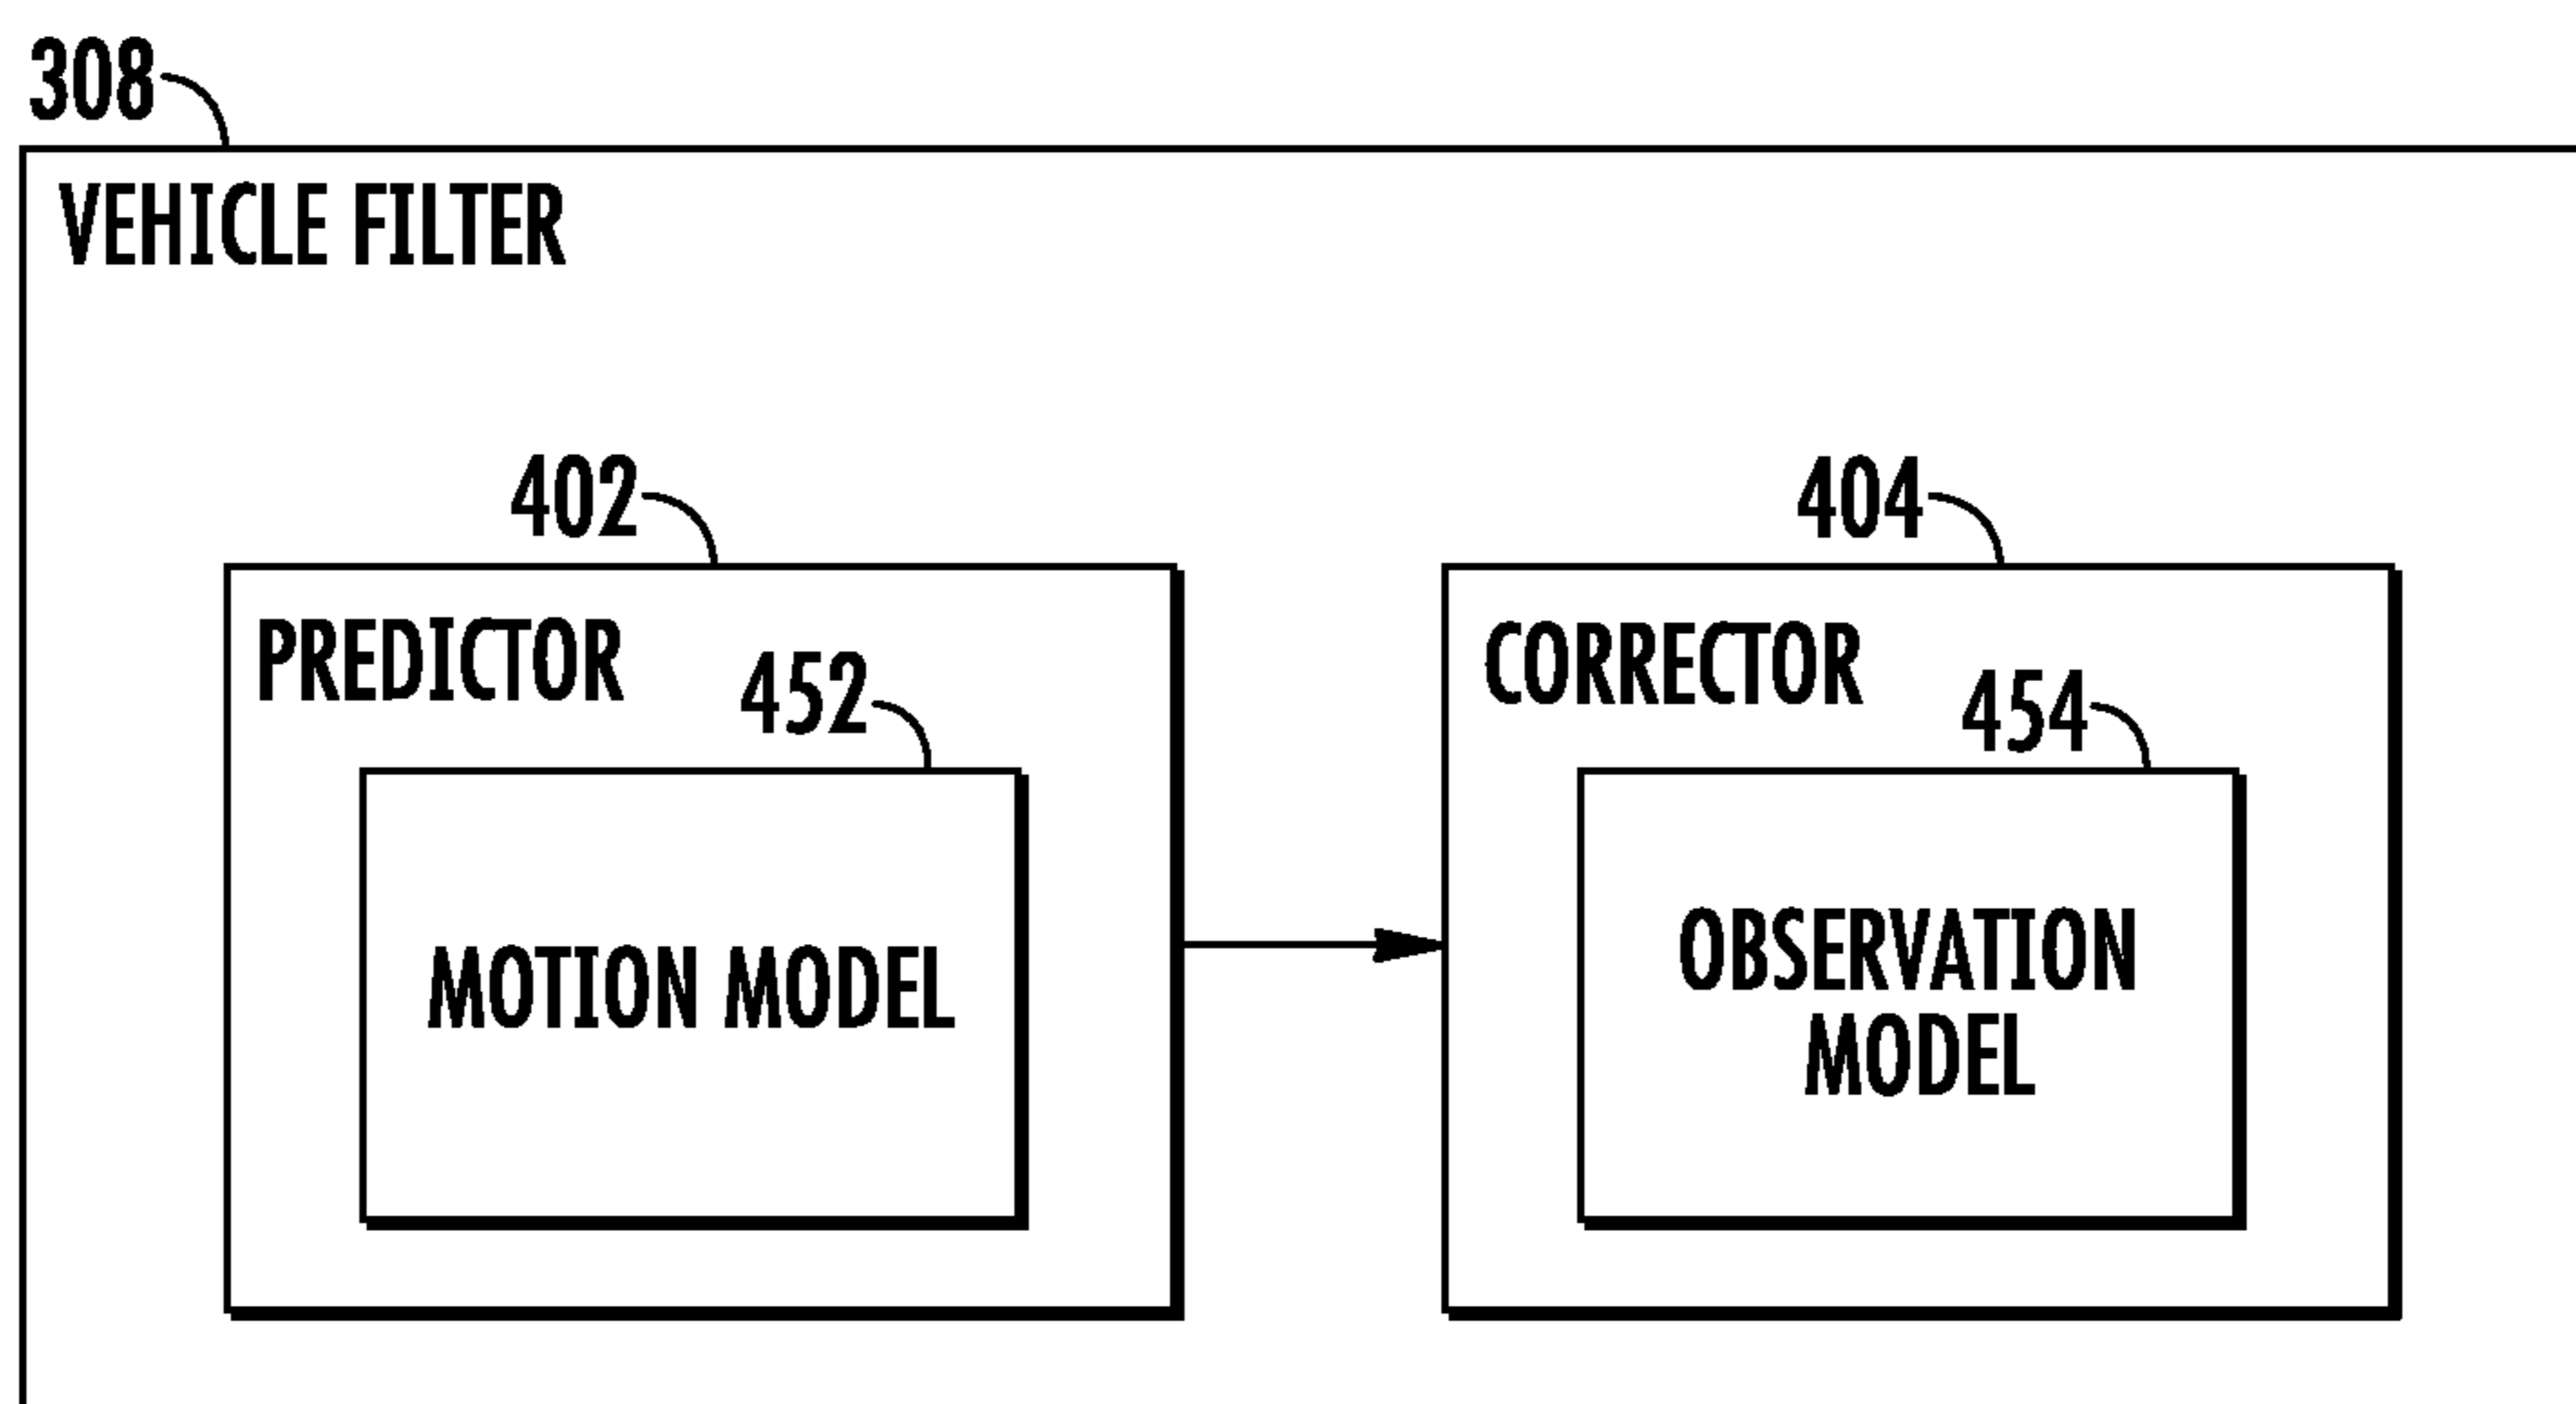 308
VEHICLE FILTER
402
404
PREDICTOR
CORRECTOR
452
454
MOTION MODEL
OBSERVATION
MODEL